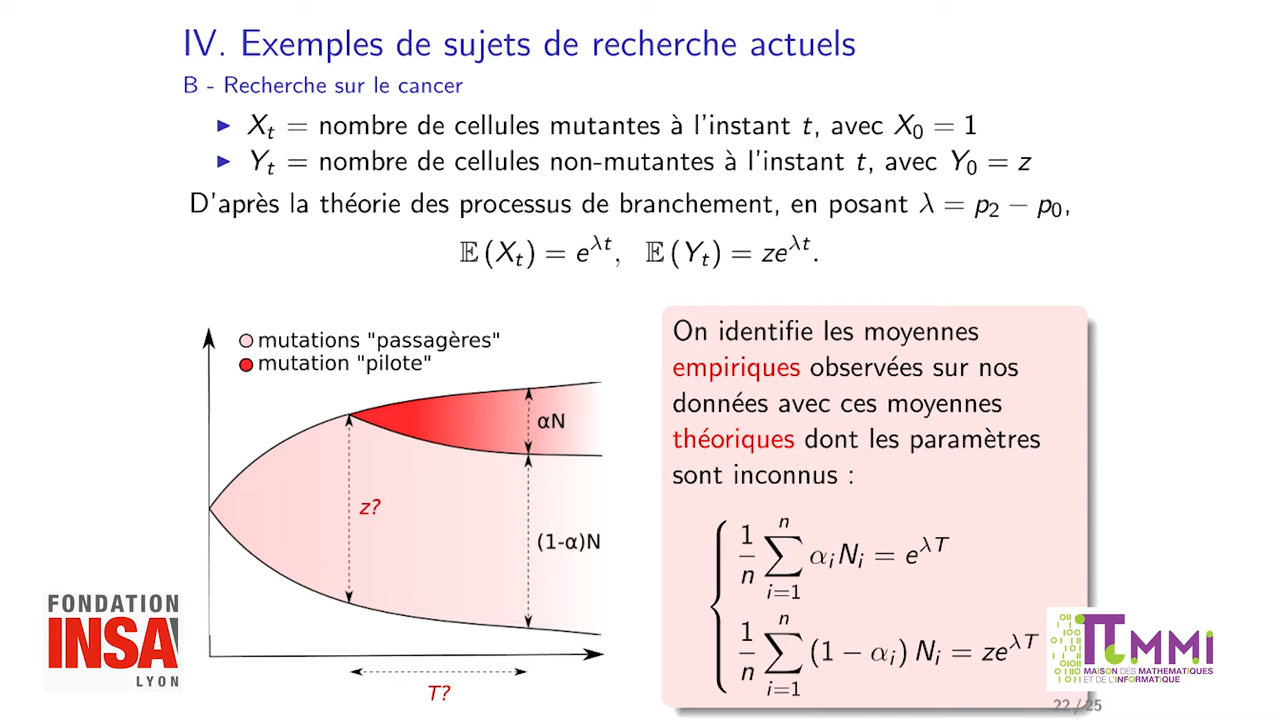 IV. Exemples de sujets de recherche actuels
B - Recherche sur le cancer
▶ Xₜ = nombre de cellules mutantes à l'instant t, avec X₀ = 1
▶ Yₜ = nombre de cellules non-mutantes à l'instant t, avec Y₀ = z
D'après la théorie des processus de branchement, en posant λ = p₂ − p₀,
𝔼 (Xₜ) = e^{λt}, 𝔼 (Yₜ) = ze^{λt}.
mutations "passagères"
mutation "pilote"
αN
z?
(1-α)N
T?
On identifie les moyennes
empiriques observées sur nos
données avec ces moyennes
théoriques dont les paramètres
sont inconnus :
1/n ∑_{i=1}^{n} αᵢNᵢ = e^{λT}
1/n ∑_{i=1}^{n} (1 − αᵢ) Nᵢ = ze^{λT}
FONDATION
INSA
LYON
MMI
MAISON DES MATHEMATIQUES
ET DE L'INFORMATIQUE
22 / 25